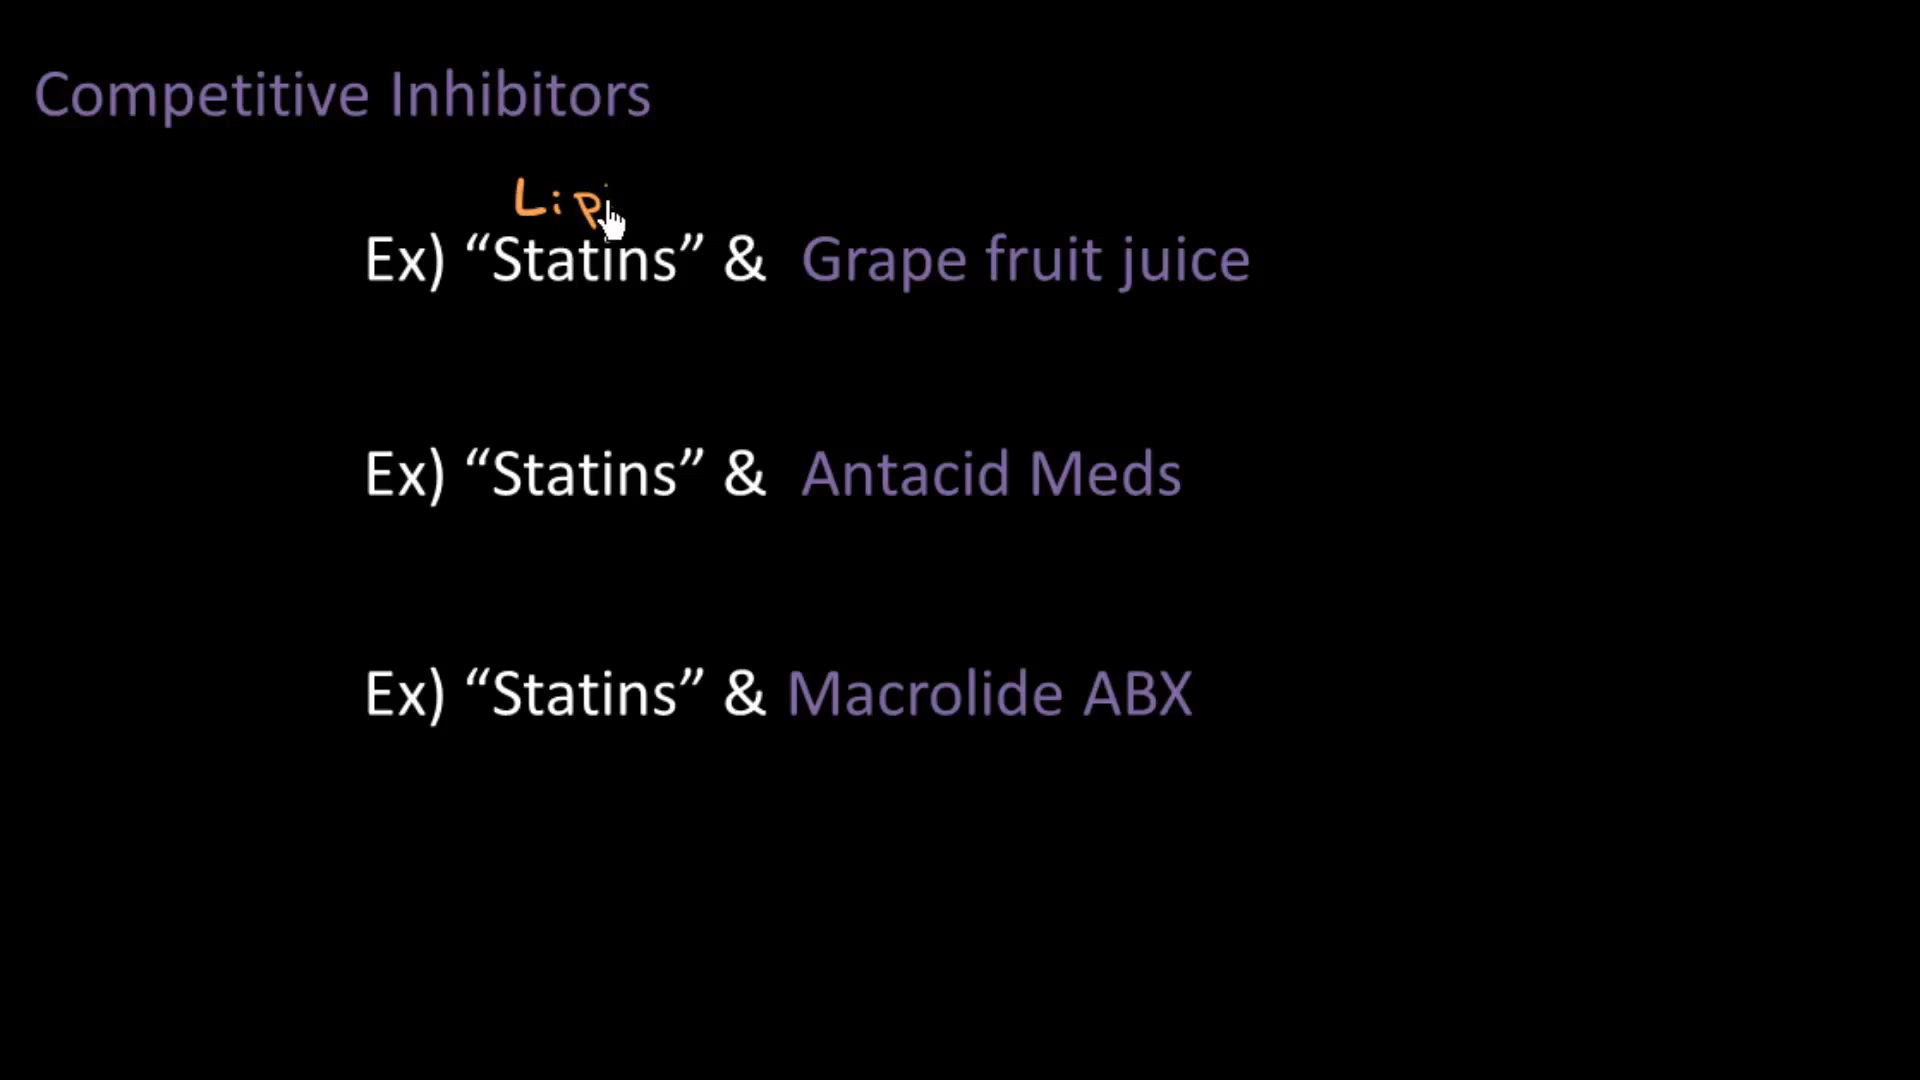 Competitive Inhibitors
Lip
Ex) “Statins” & Grape fruit juice
Ex) “Statins” & Antacid Meds
Ex) “Statins” & Macrolide ABX